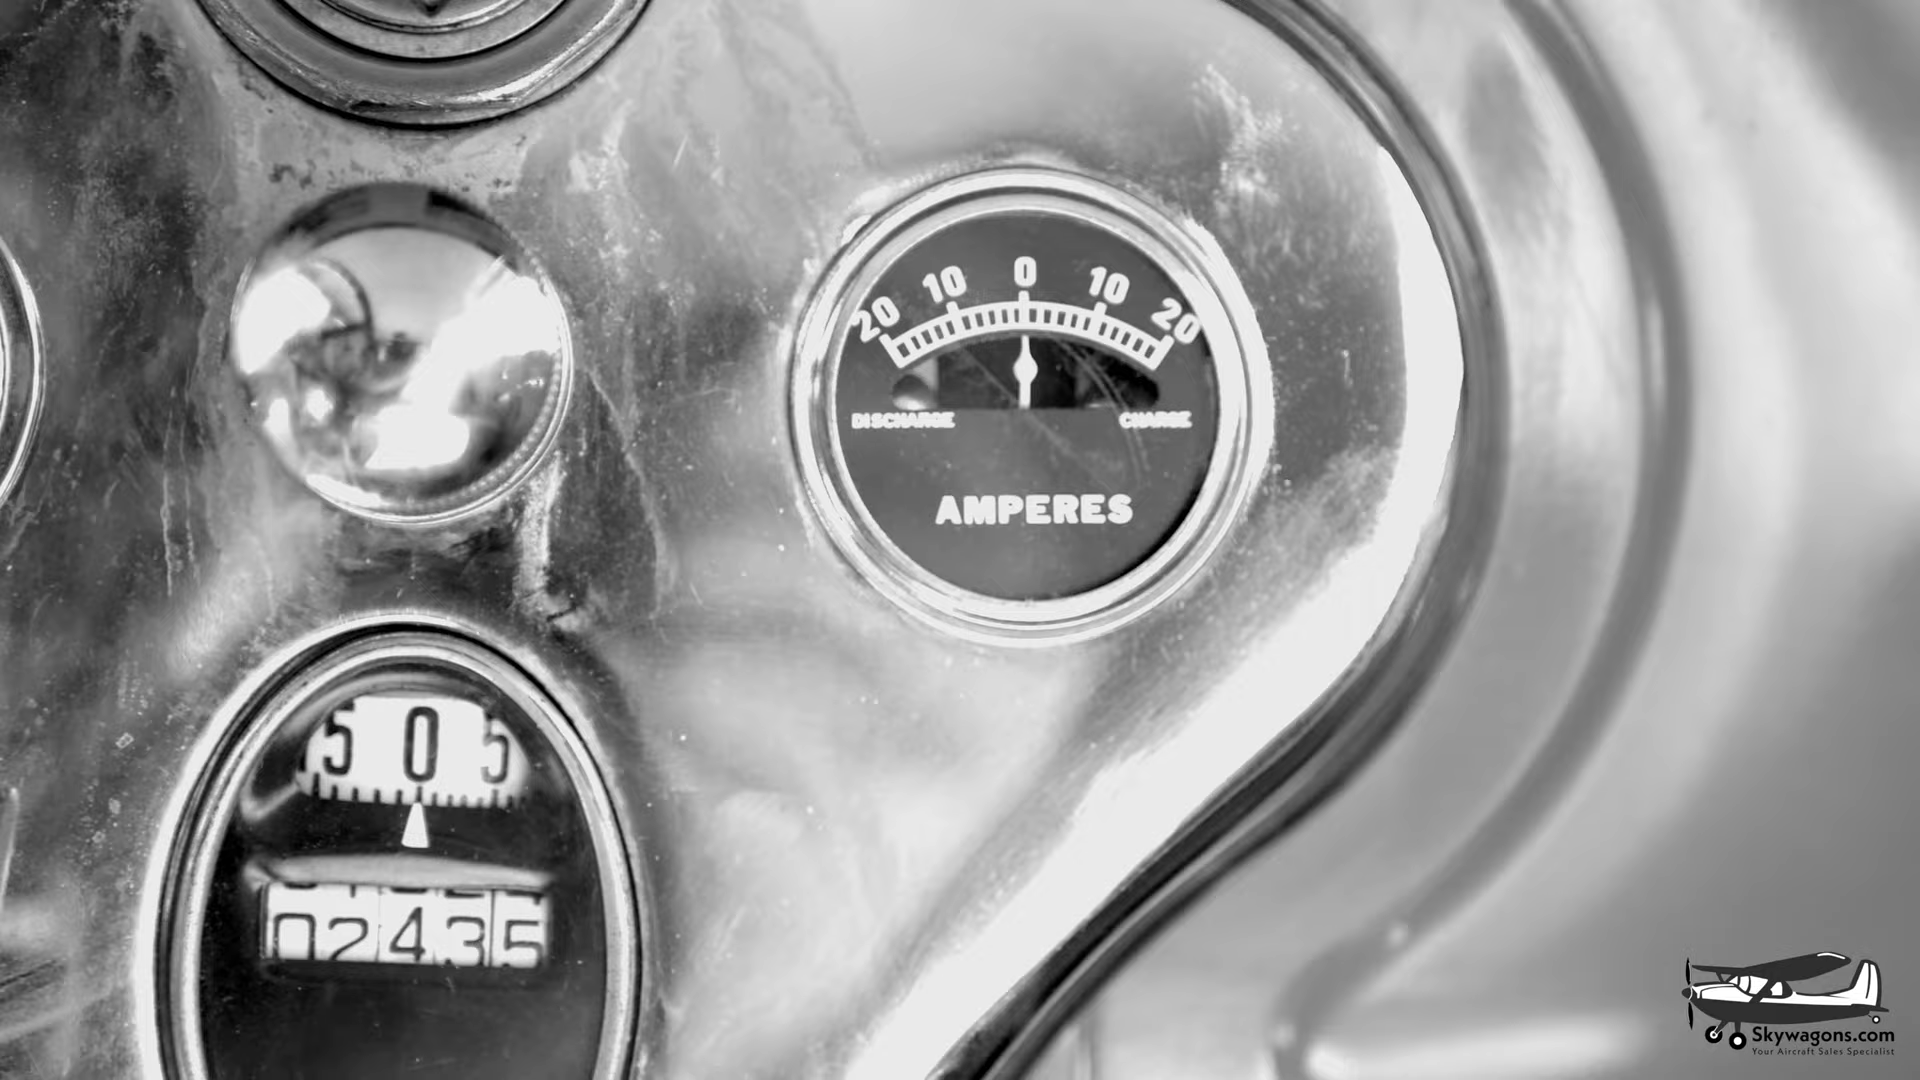 20 10 0 10 20
DISCHARGE CHARGE
AMPERES
5 0 5
02435
Skywagons.com
Your Aircraft Sales Specialist